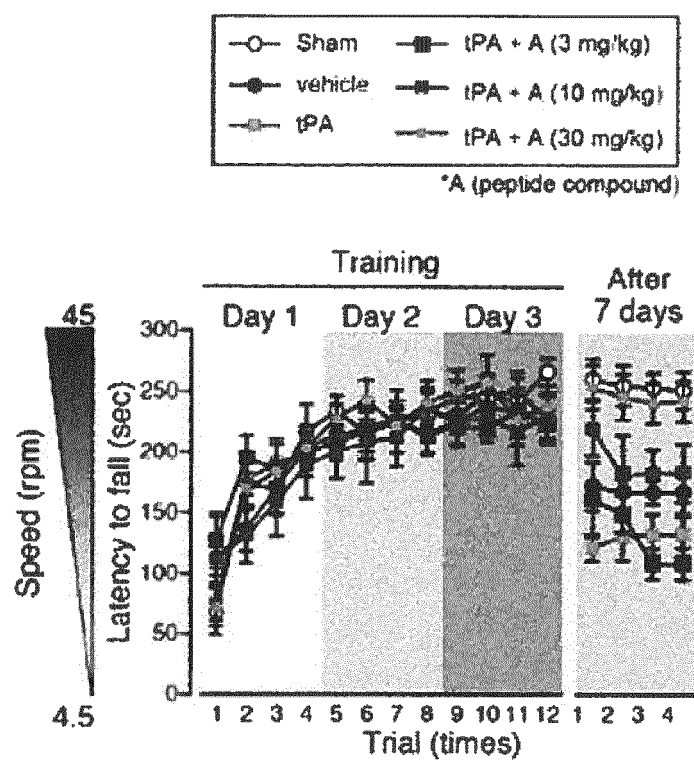 Sham
vehicle
tPA
tPA + A (3 mg/kg)
tPA + A (10 mg/kg)
tPA + A (30 mg/kg)
*A (peptide compound)
Training
After
7 days
Day 1
Day 2
Day 3
Speed (rpm)
45
4.5
Latency to fall (sec)
300
250
200
150
100
50
0
1 2 3 4 5 6 7 8 9 10 11 12
1 2 3 4
Trial (times)